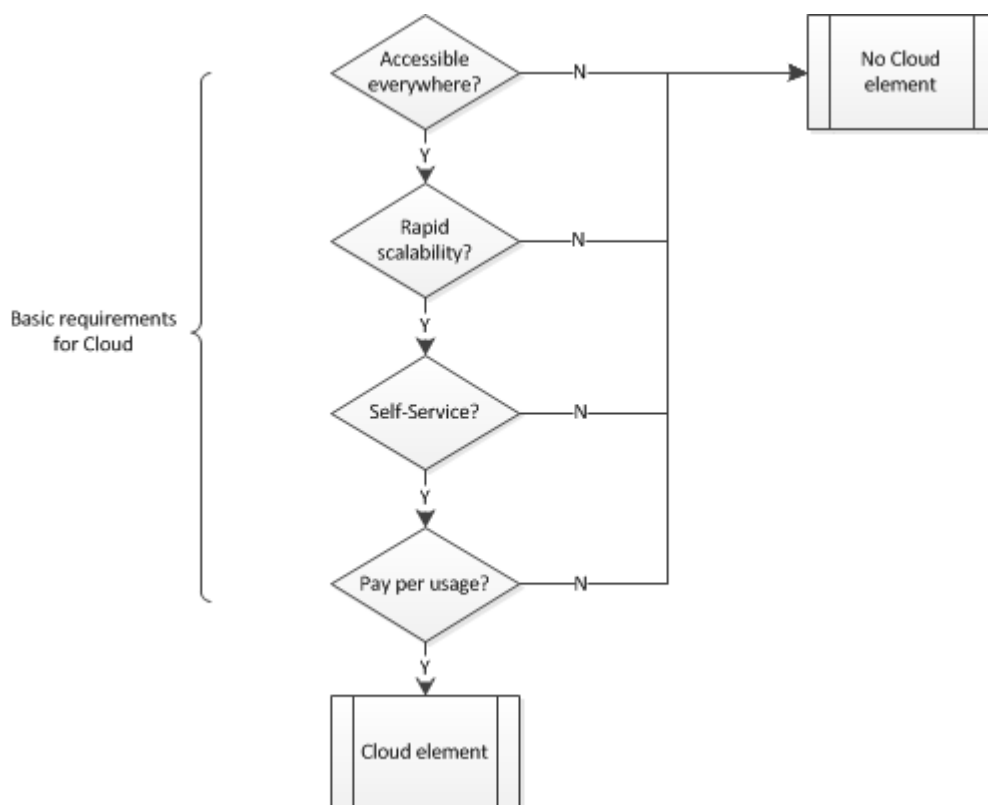 Accessible
everywhere?
N
No Cloud
element
Y
Rapid
scalability?
N
Y
Basic requirements
for Cloud
Self-Service?
N
Y
Pay per usage?
N
Y
Cloud element